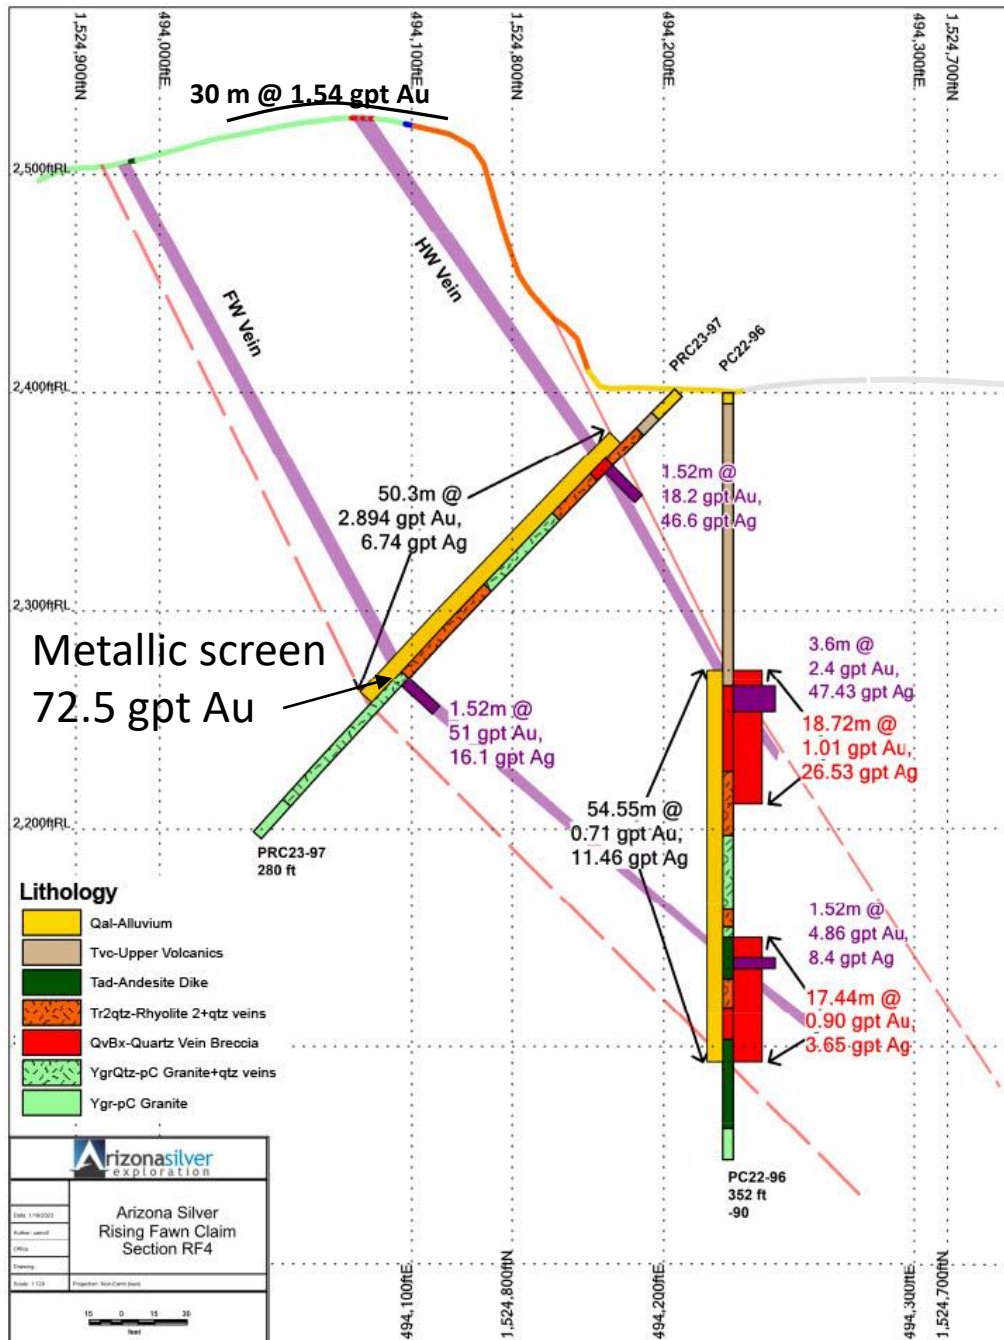 1,524,900ftN
494,000ftE
494,100ftE
1,524,800ftN
494,200ftE
494,300ftE
1,524,700ftN
30 m @ 1.54 gpt Au
2,500ftRL
HW Vein
FW Vein
PRC23-97
PC22-96
2,400ftRL
1.52m @
18.2 gpt Au,
46.6 gpt Ag
50.3m @
2.894 gpt Au,
6.74 gpt Ag
2,300ftRL
Metallic screen
72.5 gpt Au
3.6m @
2.4 gpt Au,
47.43 gpt Ag
1.52m @
51 gpt Au,
16.1 gpt Ag
18.72m @
1.01 gpt Au,
26.53 gpt Ag
54.55m @
0.71 gpt Au,
11.46 gpt Ag
2,200ftRL
PRC23-97
280 ft
1.52m @
4.86 gpt Au,
8.4 gpt Ag
17.44m @
0.90 gpt Au,
3.65 gpt Ag
Lithology
Qal-Alluvium
Tvc-Upper Volcanics
Tad-Andesite Dike
Tr2qtz-Rhyolite 2+qtz veins
QvBx-Quartz Vein Breccia
YgrQtz-pC Granite+qtz veins
Ygr-pC Granite
PC22-96
352 ft
-90
Arizonasilver
exploration
Arizona Silver
Rising Fawn Claim
Section RF4
Office:
Drawing:
15 0 15 30
feet
494,100ftE
1,524,800ftN
494,200ftE
494,300ftE
1,524,700ftN